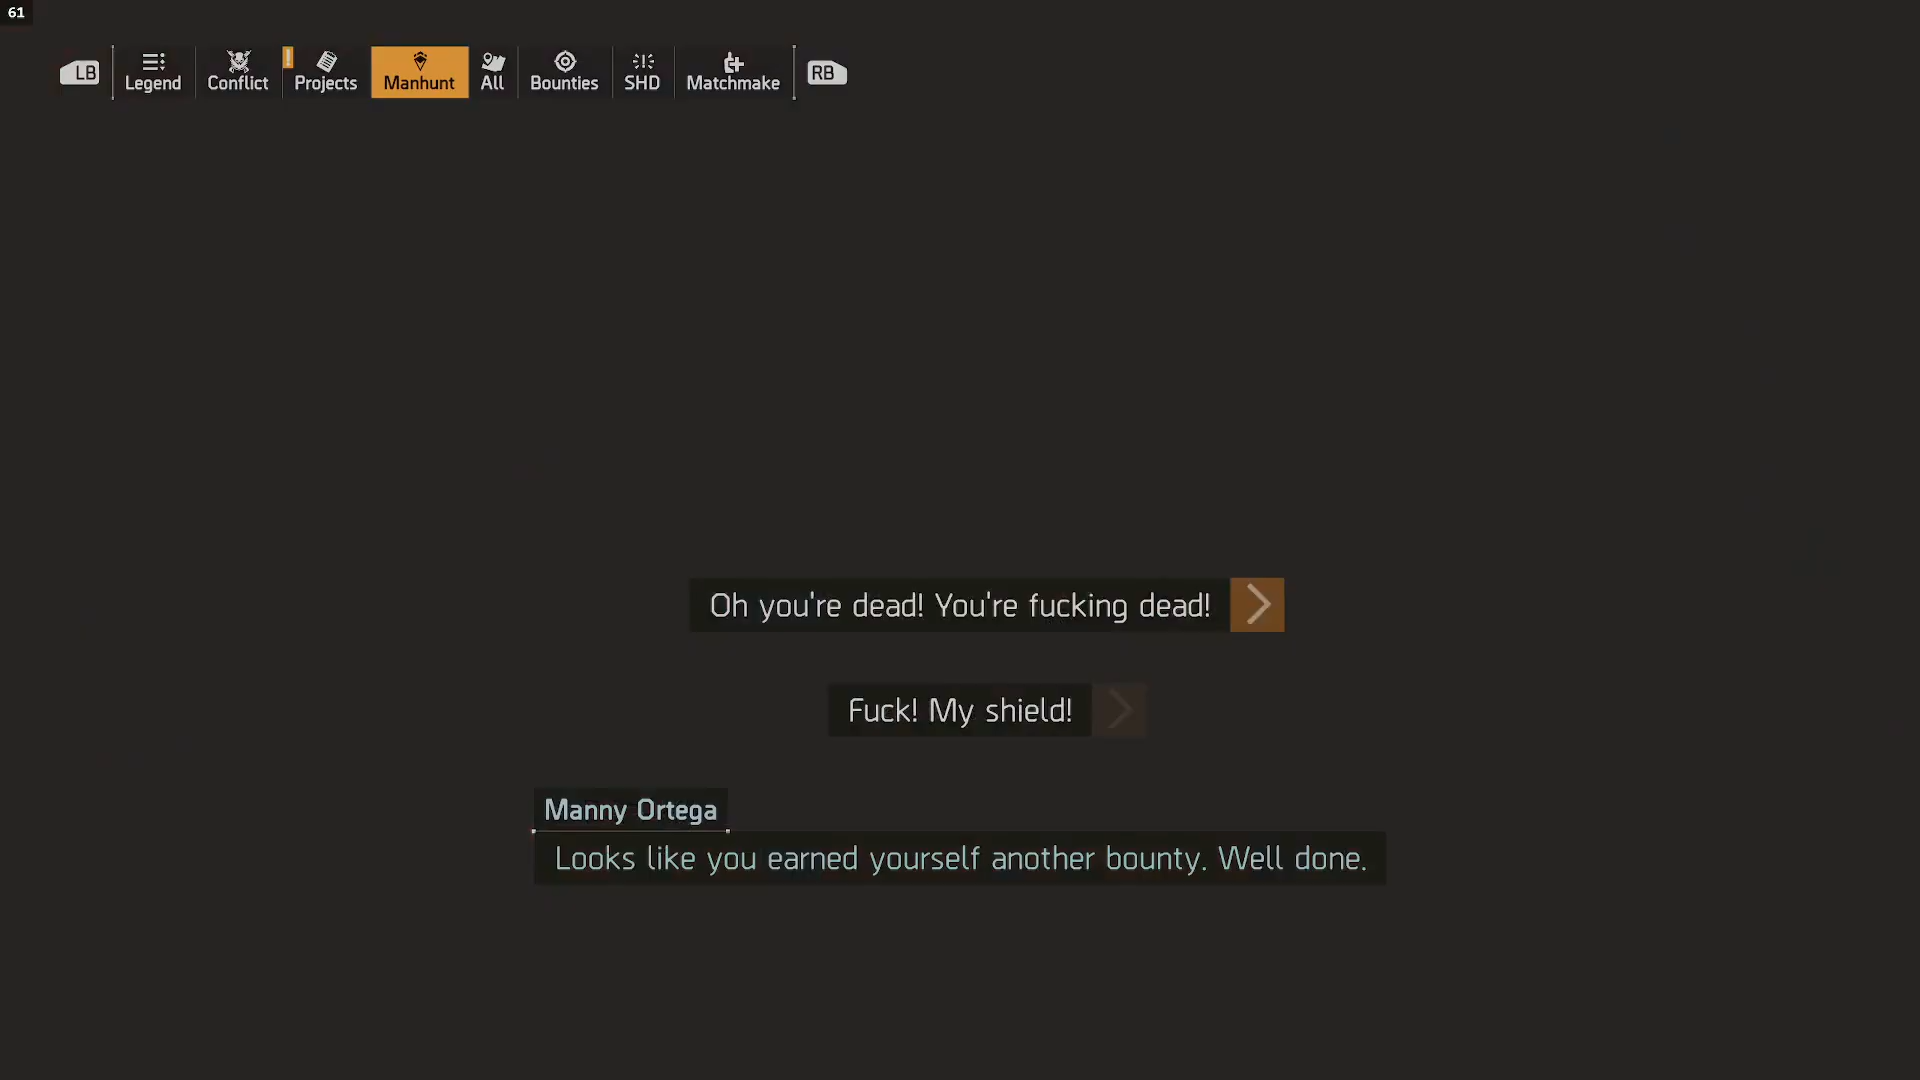 61
LB Legend Conflict Projects Manhunt All Bounties SHD Matchmake RB
Oh you're dead! You're fucking dead!
Fuck! My shield!
Manny Ortega
Looks like you earned yourself another bounty. Well done.